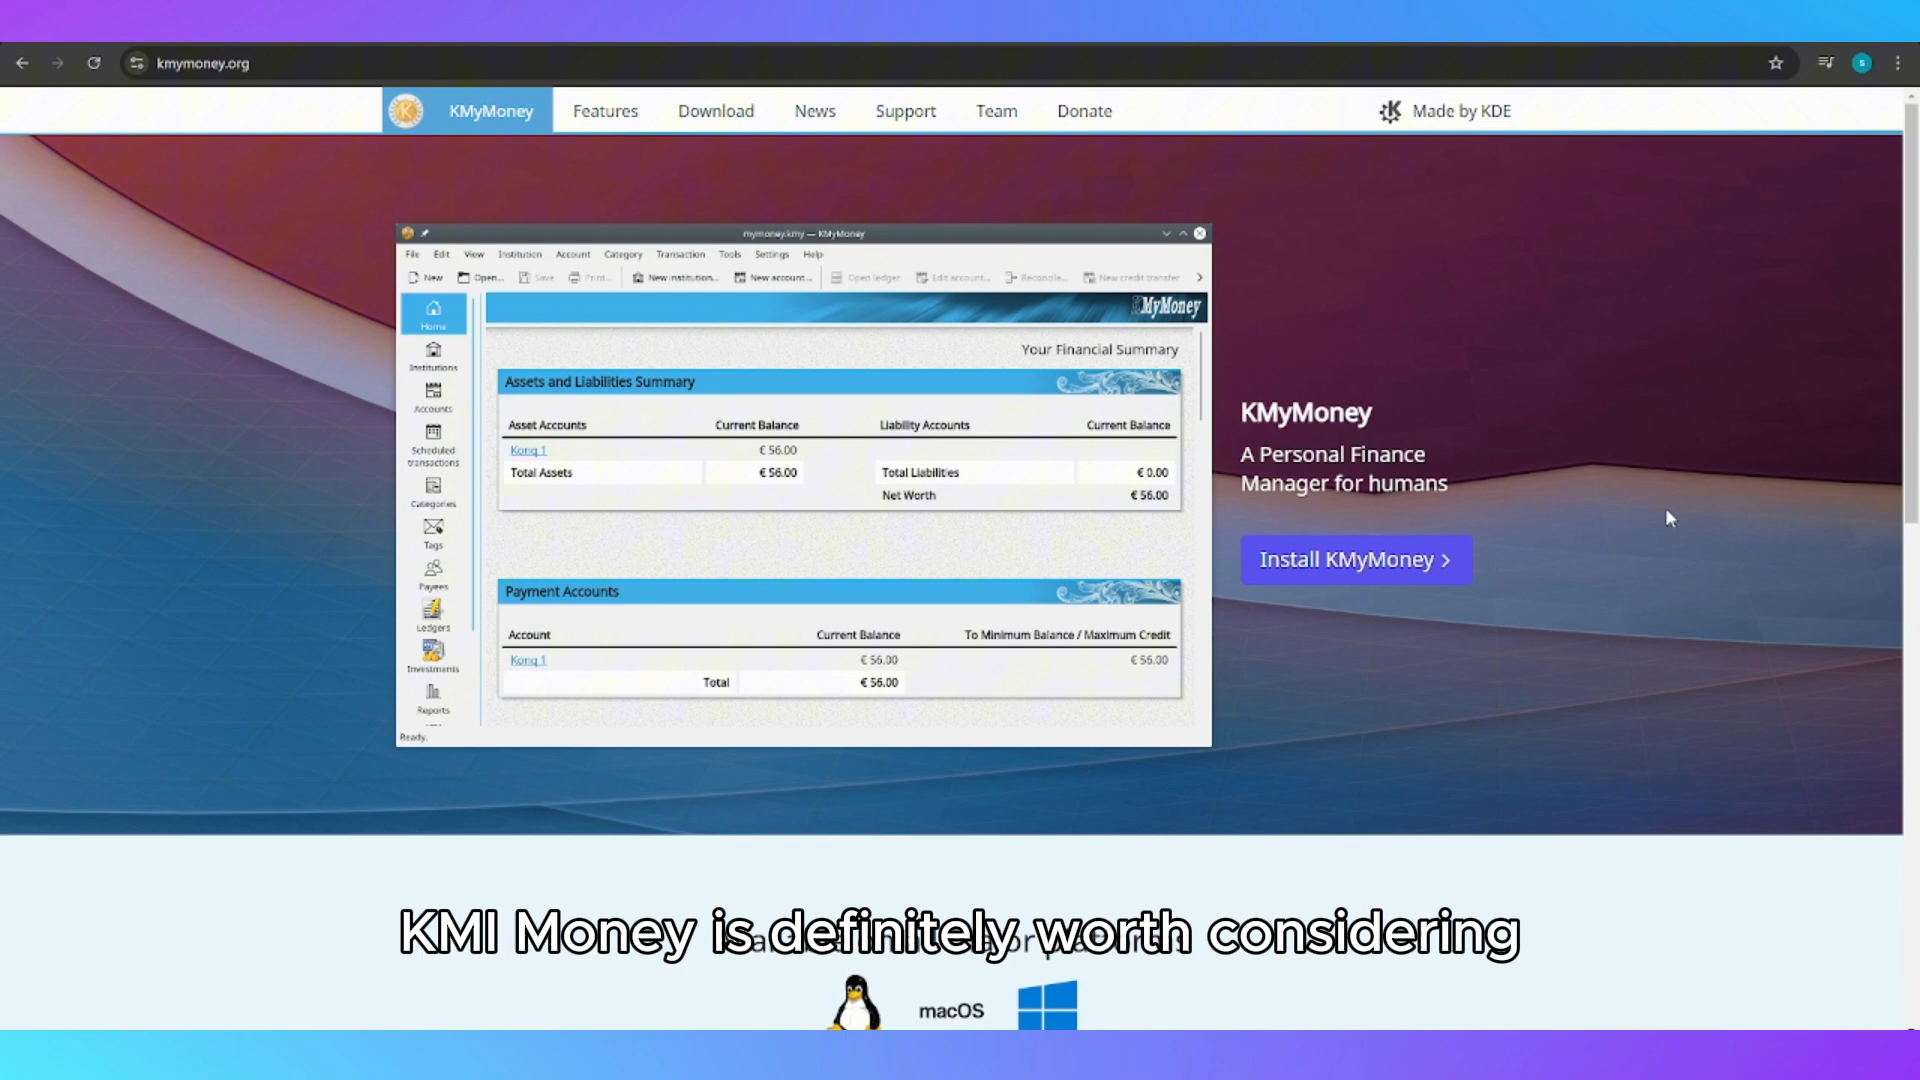 kmymoney.org
S
KMyMoney Features Download News Support Team Donate Made by KDE
mymoney.kmy — KMyMoney
File Edit View Institution Account Category Transaction Tools Settings Help
New Open... Save Print... New institution... New account... Open ledger Edit account... Reconcile... New credit transfer
MyMoney
Home
Institutions
Accounts
Scheduled
transactions
Categories
Tags
Payees
Ledgers
Investments
Reports
Your Financial Summary
Assets and Liabilities Summary
Asset Accounts Current Balance Liability Accounts Current Balance
Konq 1 € 56.00
Total Assets € 56.00 Total Liabilities € 0.00
Net Worth € 56.00
Payment Accounts
Account Current Balance To Minimum Balance / Maximum Credit
Konq 1 € 56.00 € 56.00
Total € 56.00
Ready.
KMyMoney
A Personal Finance
Manager for humans
Install KMyMoney
KMI Money is definitely worth considering
macOS